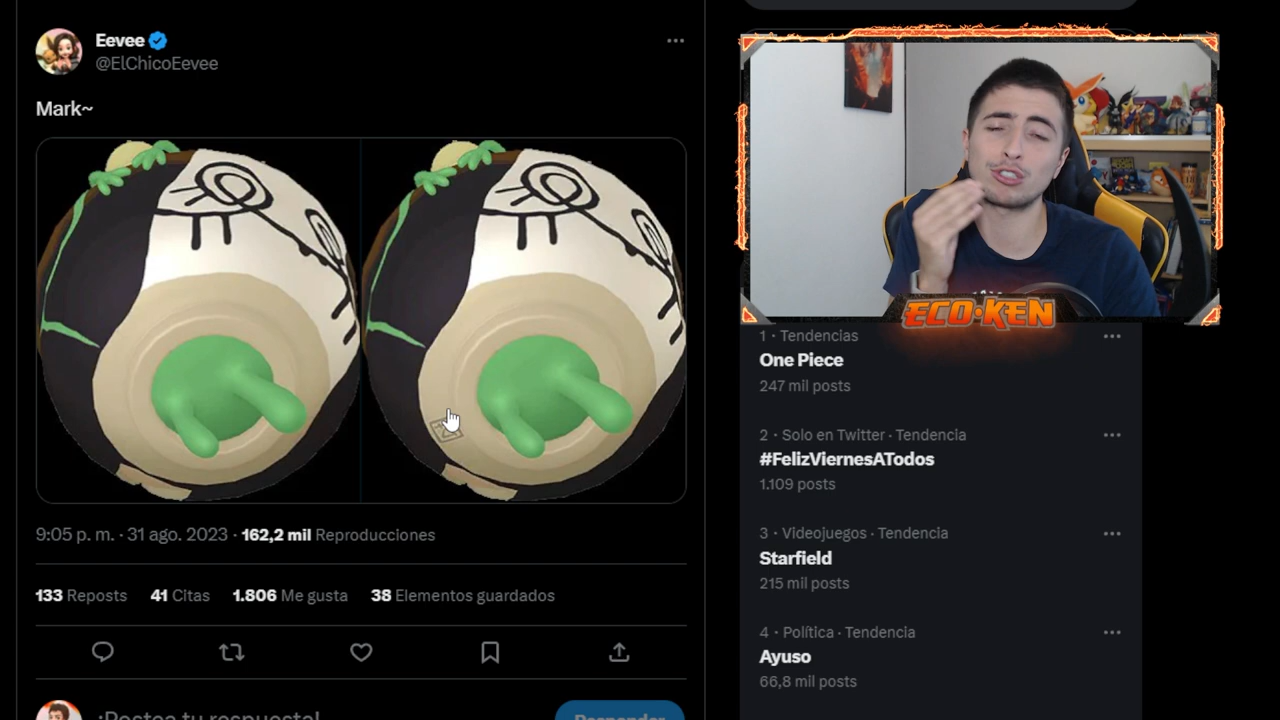 Eevee
@ElChicoEevee
Mark~
9:05 p. m. · 31 ago. 2023 · 162,2 mil Reproducciones
133 Reposts 41 Citas 1.806 Me gusta 38 Elementos guardados
¡Postea tu respuesta!
Responder
ECO·KEN
1 · Tendencias
One Piece
247 mil posts
2 · Solo en Twitter · Tendencia
#FelizViernesATodos
1.109 posts
3 · Videojuegos · Tendencia
Starfield
215 mil posts
4 · Política · Tendencia
Ayuso
66,8 mil posts